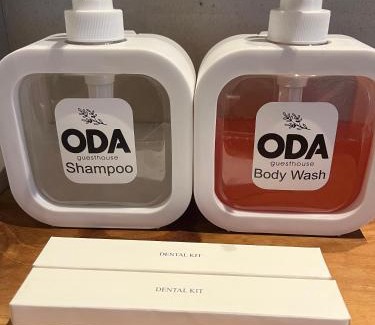 ODA
guesthouse
Shampoo
ODA
guesthouse
Body Wash
DENTAL KIT
DENTAL KIT